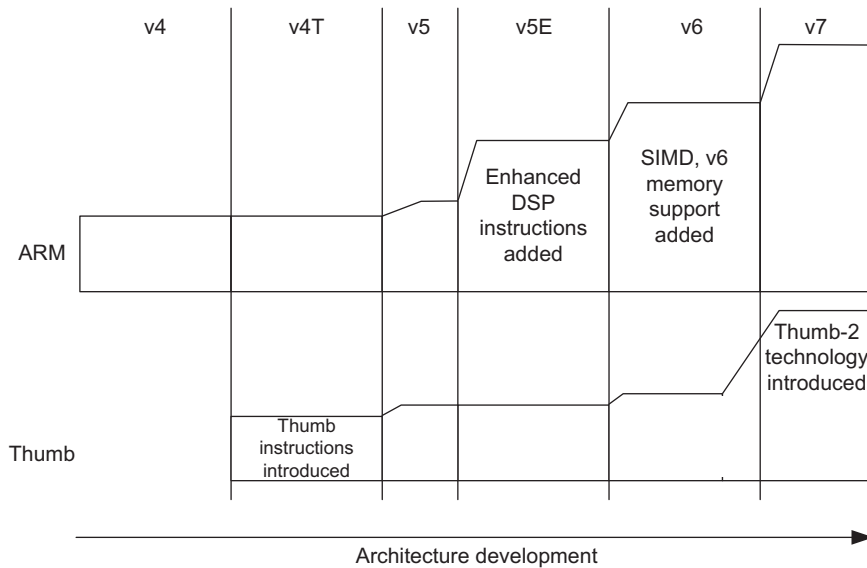 v4 v4T v5 v5E v6 v7
Enhanced
DSP
instructions
added
SIMD, v6
memory
support
added
ARM
Thumb-2
technology
introduced
Thumb
instructions
introduced
Thumb
Architecture development